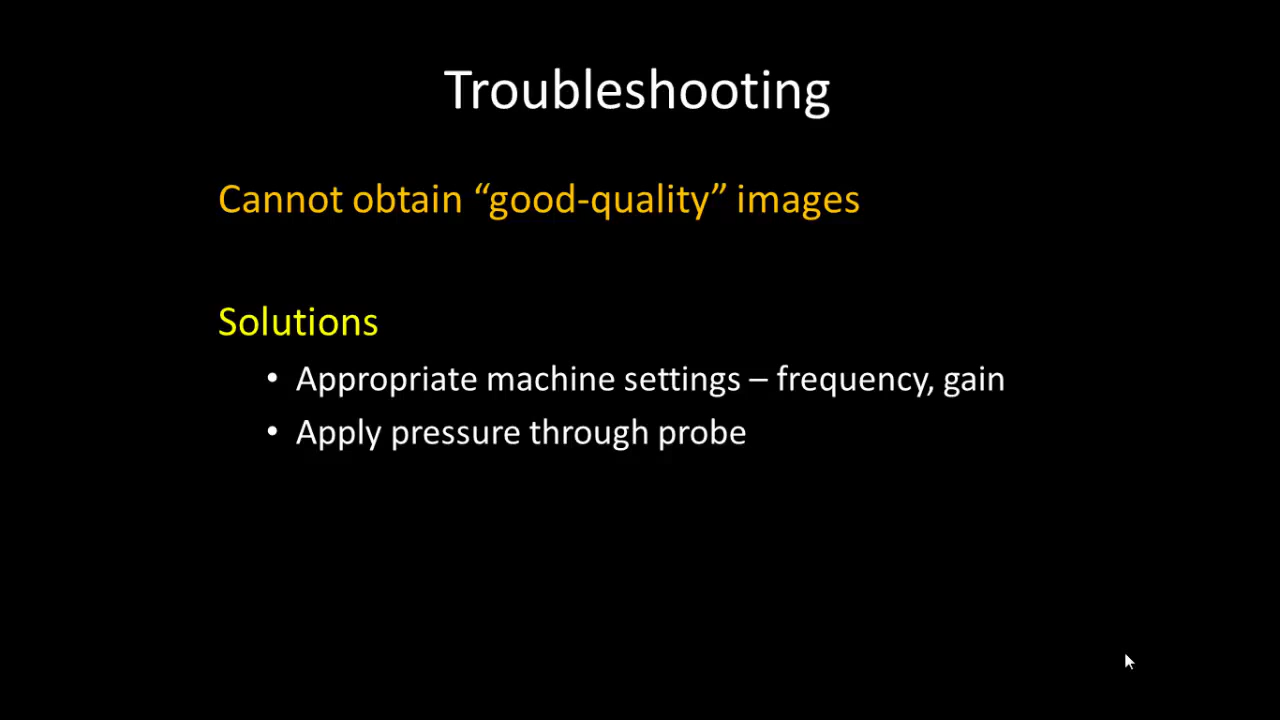 Troubleshooting
Cannot obtain “good-quality” images
Solutions
• Appropriate machine settings – frequency, gain
• Apply pressure through probe